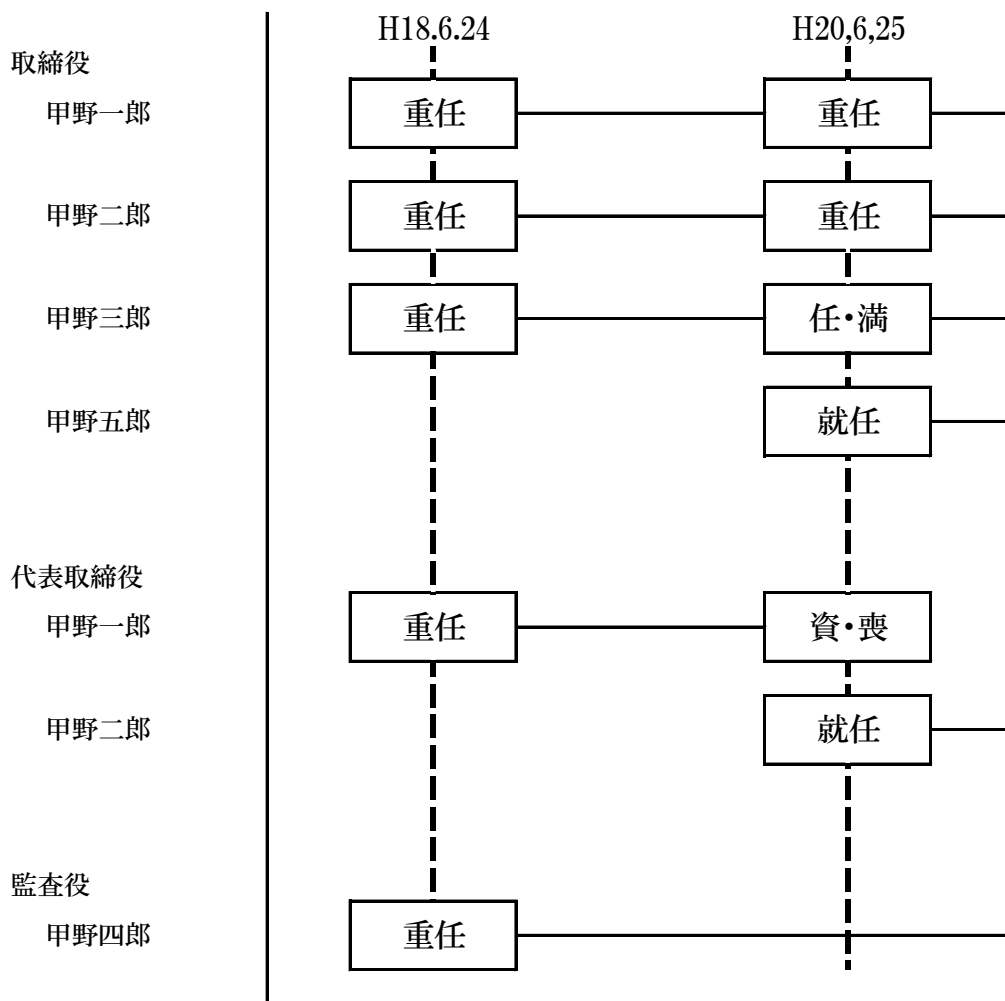 H18.6.24 H20,6,25
取締役
甲野一郎 重任 重任
甲野二郎 重任 重任
甲野三郎 重任 任・満
甲野五郎 就任
代表取締役
甲野一郎 重任 資・喪
甲野二郎 就任
監査役
甲野四郎 重任